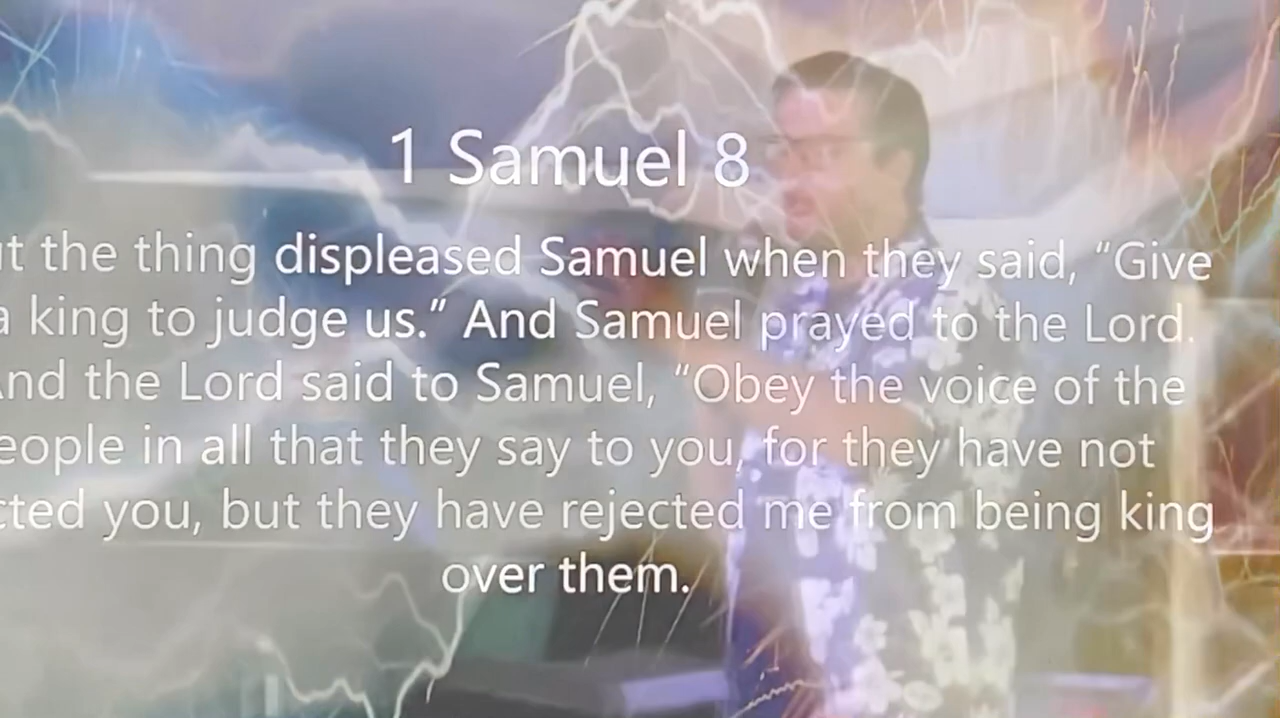 1 Samuel 8
ut the thing displeased Samuel when they said, “Give
a king to judge us.” And Samuel prayed to the Lord.
And the Lord said to Samuel, “Obey the voice of the
eople in all that they say to you, for they have not
cted you, but they have rejected me from being king
over them.